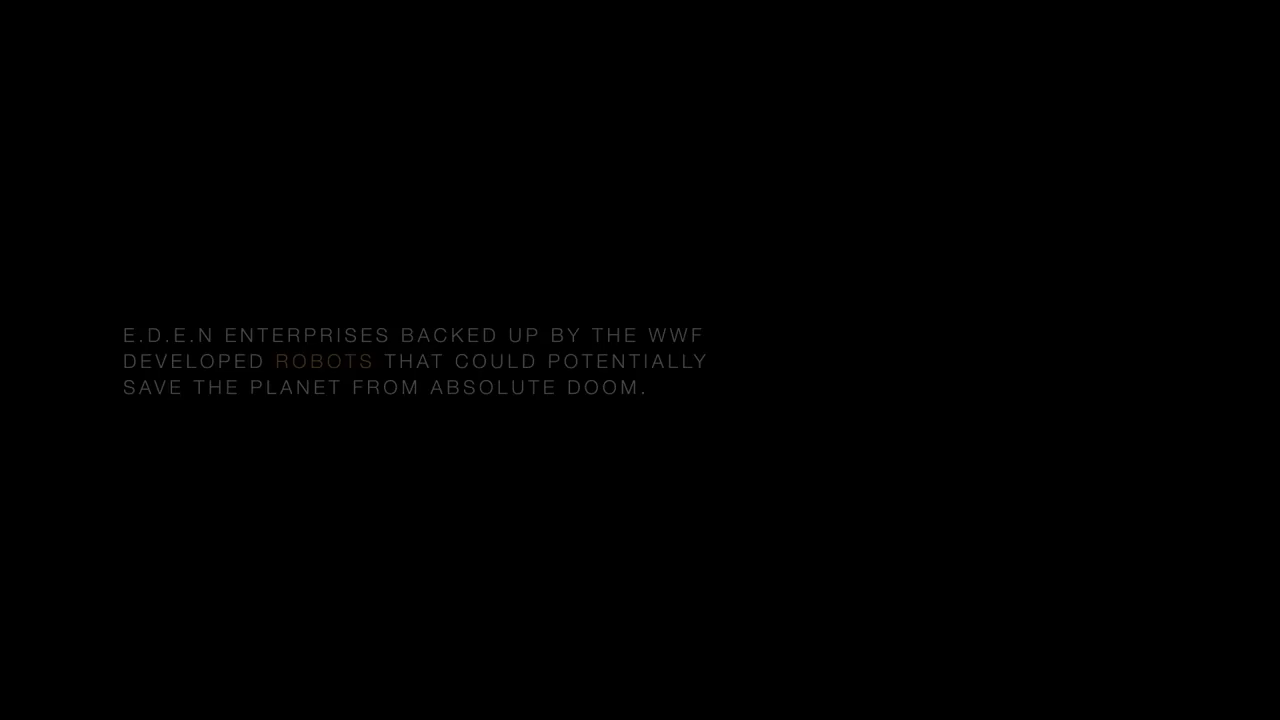 E.D.E.N ENTERPRISES BACKED UP BY THE WWF
DEVELOPED ROBOTS THAT COULD POTENTIALLY
SAVE THE PLANET FROM ABSOLUTE DOOM.